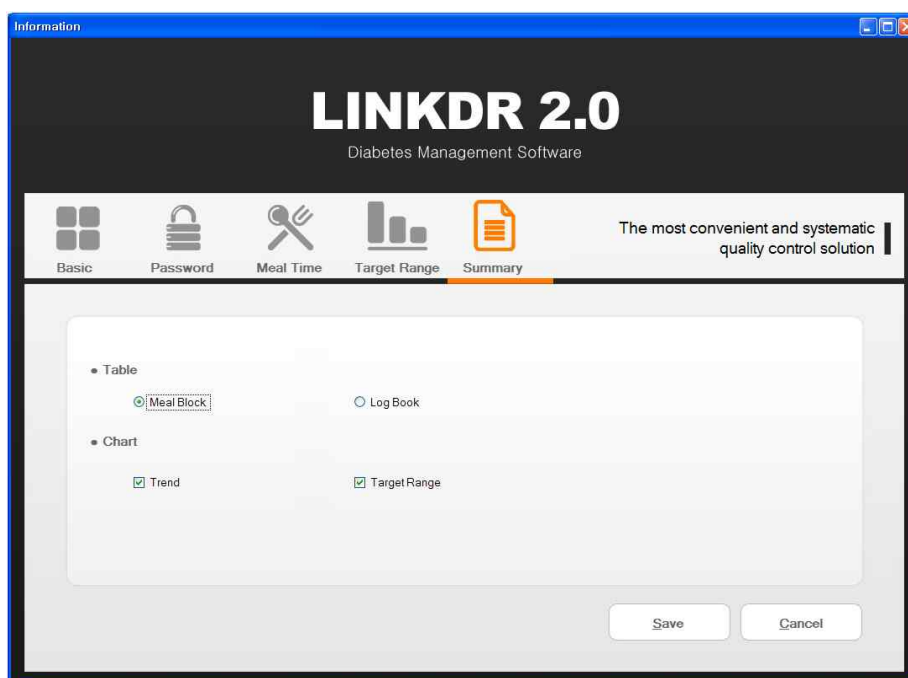 Information
LINKDR 2.0
Diabetes Management Software
Basic
Password
Meal Time
Target Range
Summary
The most convenient and systematic
quality control solution
Table
Meal Block
Log Book
Chart
Trend
Target Range
Save
Cancel